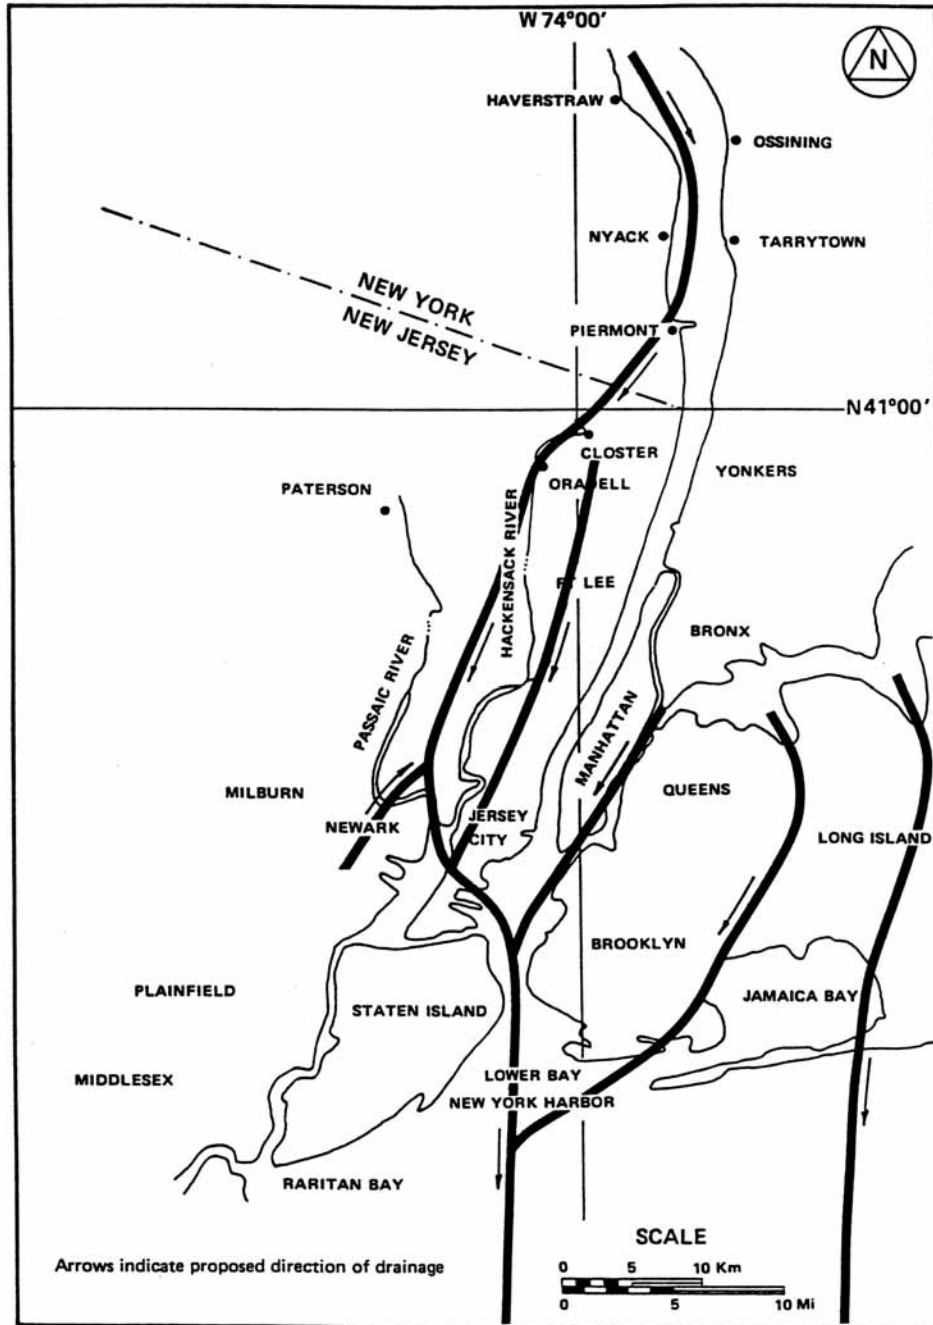 W 74°00'
N
HAVERSTRAW
OSSINING
NYACK
TARRYTOWN
NEW YORK
NEW JERSEY
PIERMONT
N 41°00'
CLOSTER
YONKERS
ORADELL
PATERSON
HACKENSACK RIVER
FT LEE
BRONX
PASSAIC RIVER
MANHATTAN
MILBURN
QUEENS
NEWARK
JERSEY
CITY
LONG ISLAND
BROOKLYN
PLAINFIELD
STATEN ISLAND
JAMAICA BAY
MIDDLESEX
LOWER BAY
NEW YORK HARBOR
RARITAN BAY
SCALE
Arrows indicate proposed direction of drainage
0 5 10 Km
0 5 10 Mi